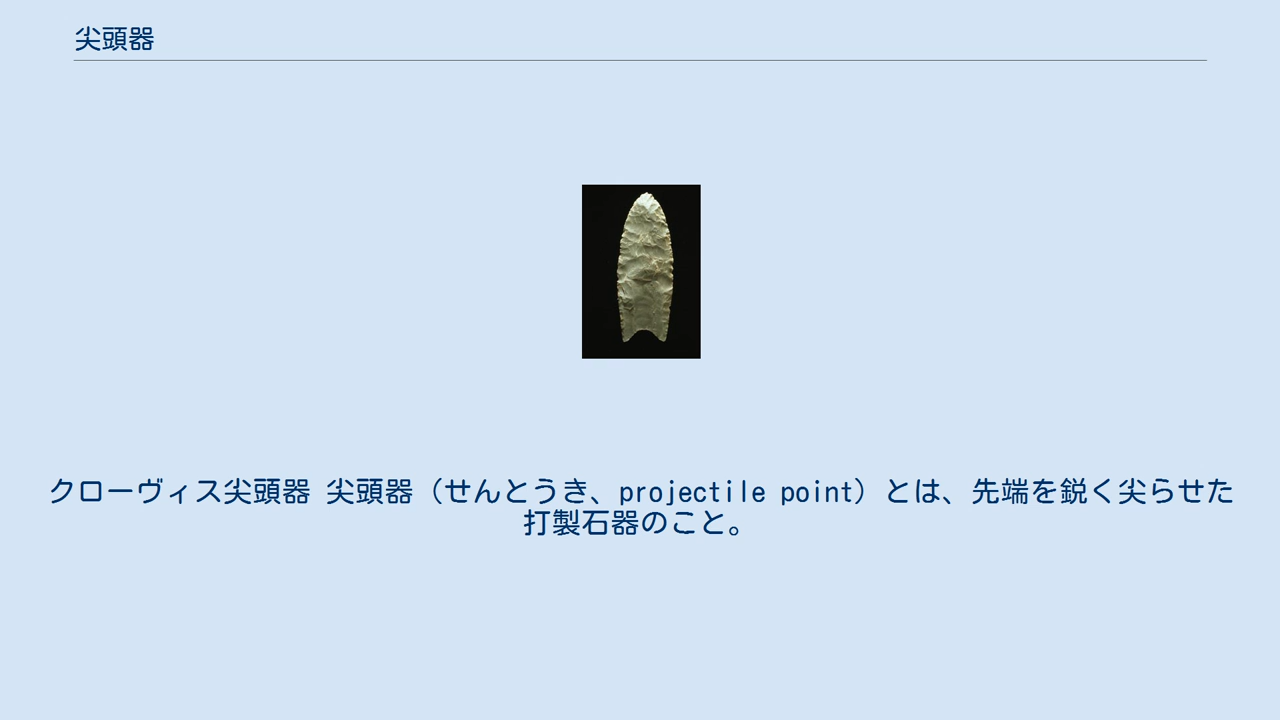 尖頭器
クローヴィス尖頭器 尖頭器（せんとうき、projectile point）とは、先端を鋭く尖らせた
打製石器のこと。